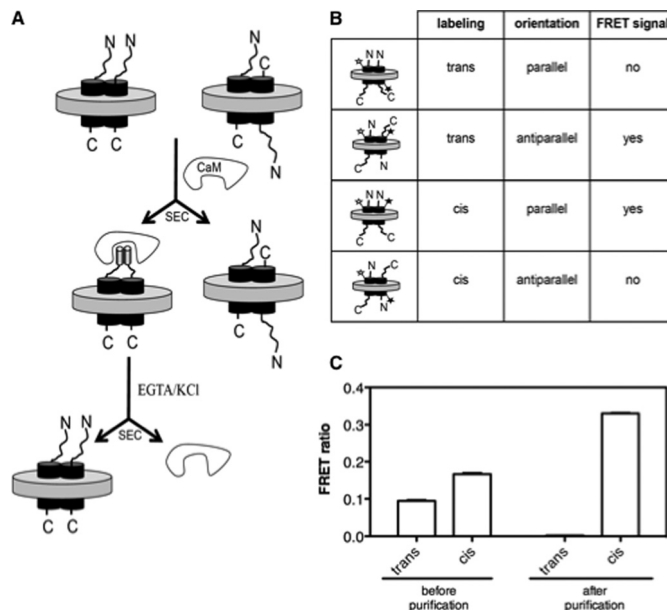 A
N N
N
C
C C
N
CaM
SEC
N
C
C C
C
N
EGTA/KCl
SEC
N N
C C
B
labeling orientation FRET signal
N N
C
C
trans parallel no
N C
C N
trans antiparallel yes
N N
C
C
cis parallel yes
N C
C N
cis antiparallel no
C
FRET ratio
0.4
0.3
0.2
0.1
0.0
trans cis trans cis
before purification
after purification